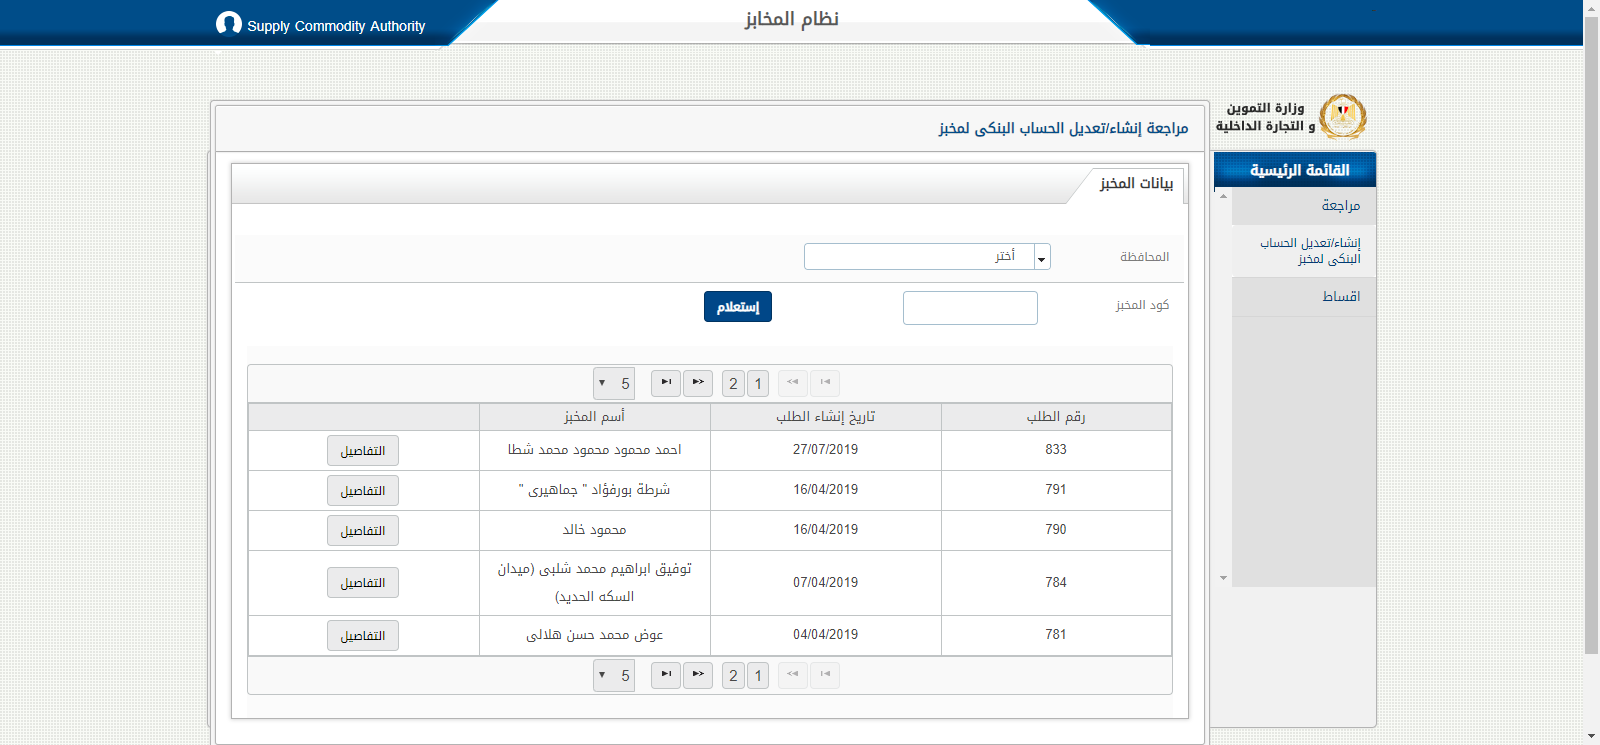 نظام المخابز
Supply Commodity Authority
وزارة التموين
و التجارة الداخلية
القائمة الرئيسية
مراجعة
إنشاء/تعديل الحساب
البنكى لمخبز
اقساط
مراجعة إنشاء/تعديل الحساب البنكى لمخبز
بيانات المخبز
المحافظة أختر
كود المخبز إستعلام
1 2 5
رقم الطلب تاريخ إنشاء الطلب أسم المخبز
833 27/07/2019 احمد محمود محمود محمد شطا التفاصيل
791 16/04/2019 شرطة بورفؤاد " جماهيرى " التفاصيل
790 16/04/2019 محمود خالد التفاصيل
784 07/04/2019 توفيق ابراهيم محمد شلبى (ميدان
السكه الحديد) التفاصيل
781 04/04/2019 عوض محمد حسن هلالى التفاصيل
1 2 5